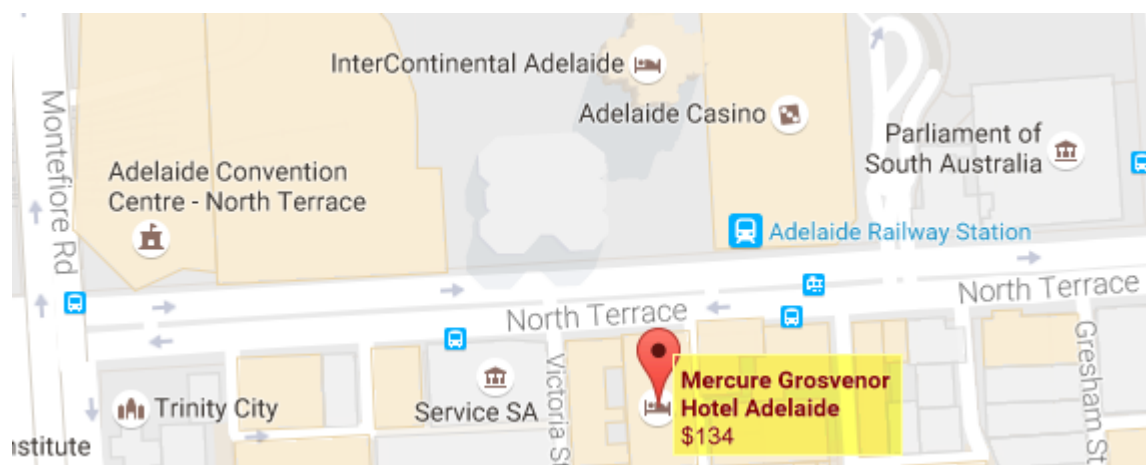 InterContinental Adelaide
Adelaide Casino
Montefiore Rd
Parliament of
South Australia
Adelaide Convention
Centre - North Terrace
Adelaide Railway Station
North Terrace
North Terrace
Gresham St
Victoria St
Mercure Grosvenor
Hotel Adelaide
$134
Trinity City
Service SA
nstitute